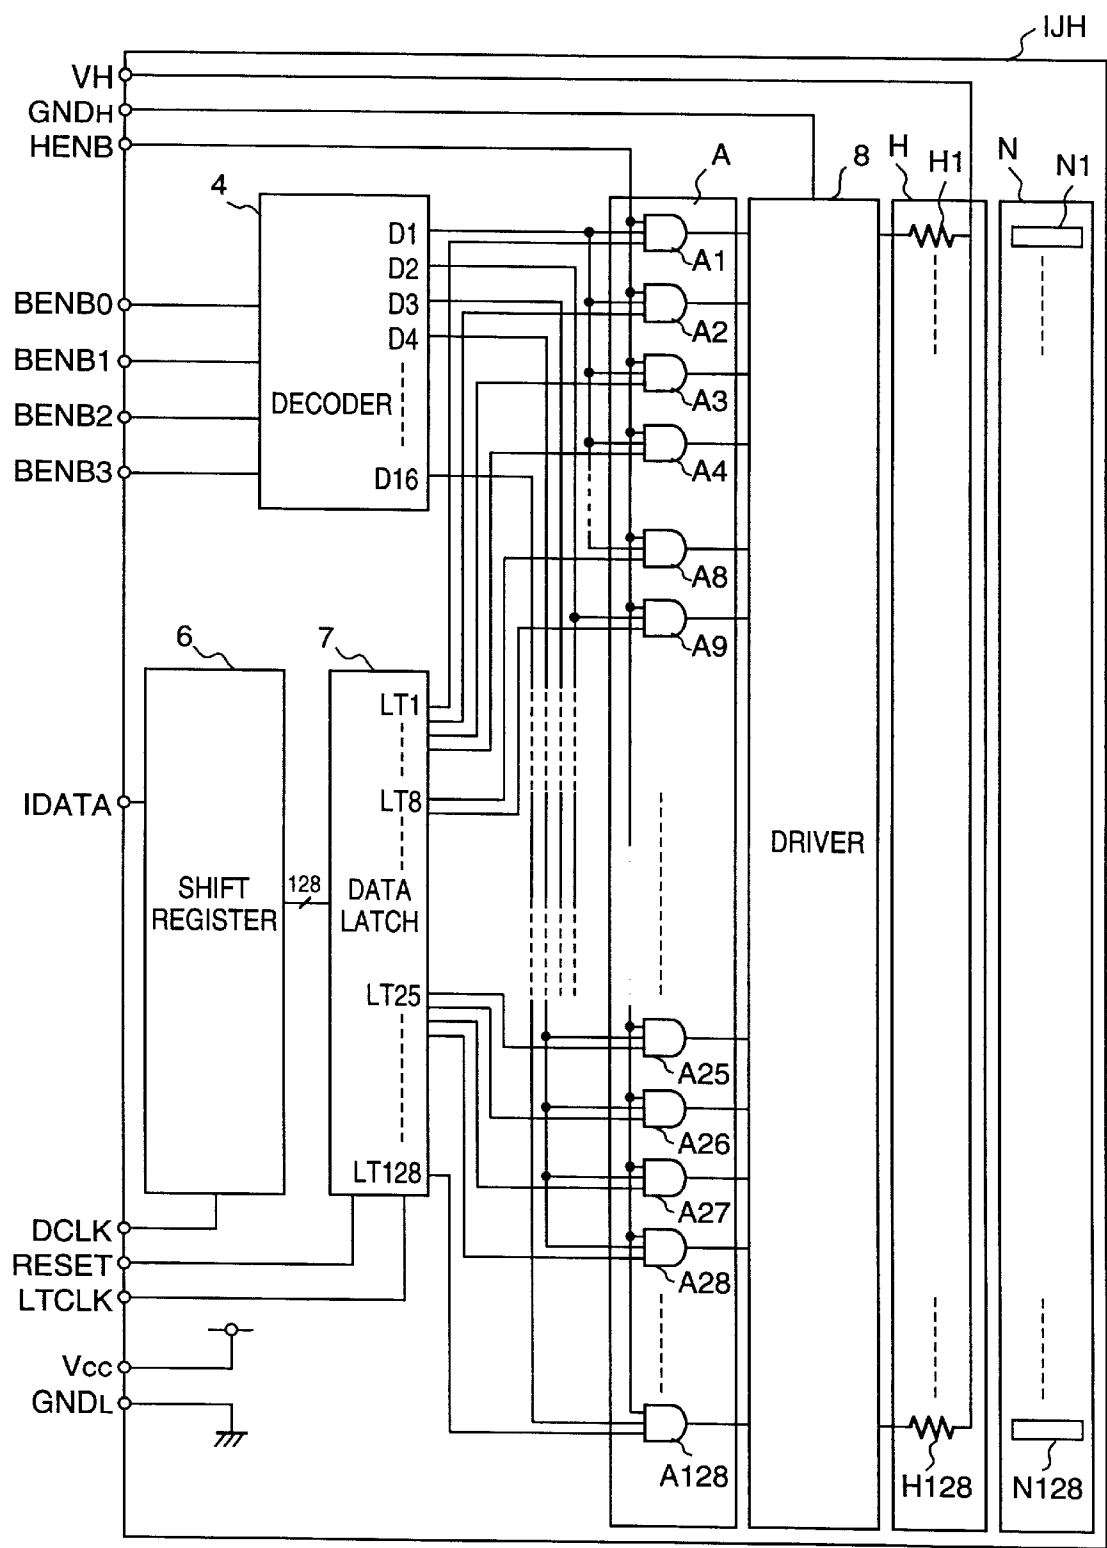 IJH
VH
GNDH
HENB
BENB0
BENB1
BENB2
BENB3
4
D1
D2
D3
D4
DECODER
D16
A
A1
A2
A3
A4
A8
A9
8
DRIVER
H
H1
N
N1
6
IDATA
SHIFT
REGISTER
128
7
LT1
LT8
DATA
LATCH
LT25
LT128
A25
A26
A27
A28
A128
H128
N128
DCLK
RESET
LTCLK
Vcc
GNDL